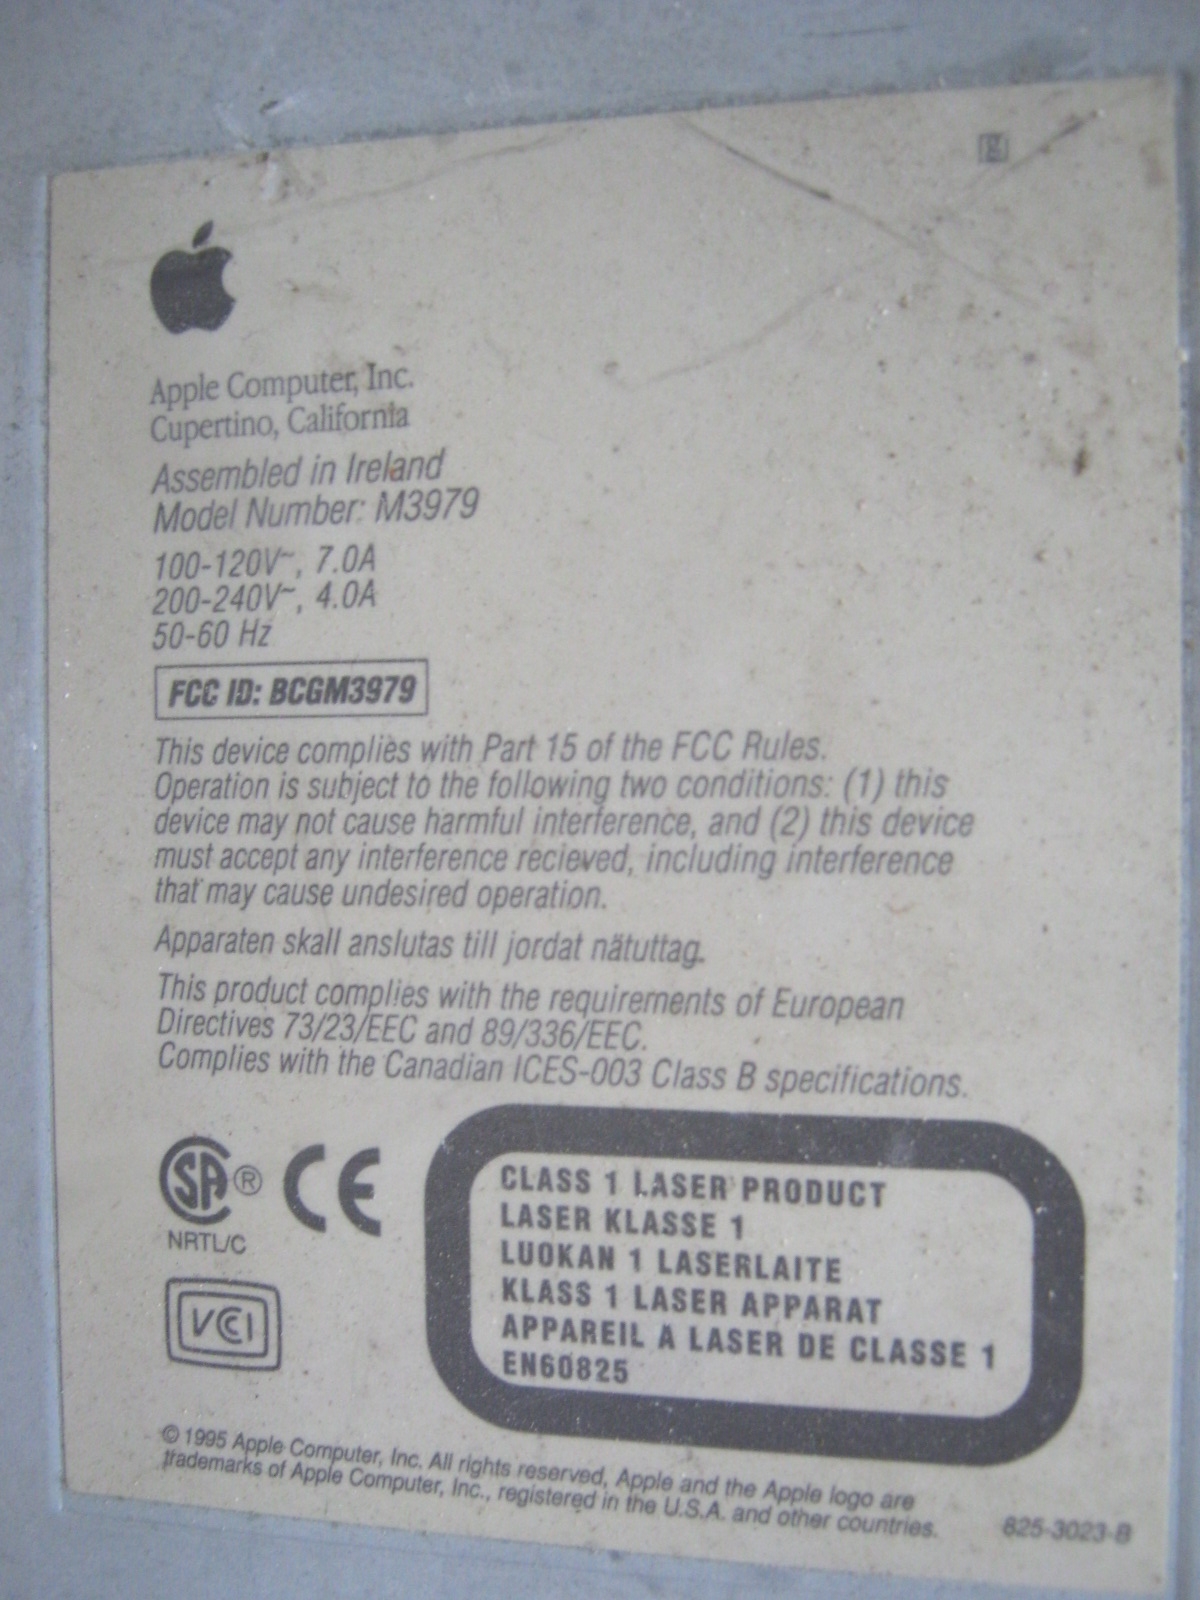 Apple Computer, Inc.
Cupertino, California
Assembled in Ireland
Model Number: M3979
100-120V~, 7.0A
200-240V~, 4.0A
50-60 Hz
FCC ID: BCGM3979
This device complies with Part 15 of the FCC Rules.
Operation is subject to the following two conditions: (1) this
device may not cause harmful interference, and (2) this device
must accept any interference recieved, including interference
that may cause undesired operation.
Apparaten skall anslutas till jordat nätuttag.
This product complies with the requirements of European
Directives 73/23/EEC and 89/336/EEC.
Complies with the Canadian ICES-003 Class B specifications.
SA ® CE
NRTL/C
VCCI
CLASS 1 LASER PRODUCT
LASER KLASSE 1
LUOKAN 1 LASERLAITE
KLASS 1 LASER APPARAT
APPAREIL A LASER DE CLASSE 1
EN60825
© 1995 Apple Computer, Inc. All rights reserved, Apple and the Apple logo are
trademarks of Apple Computer, Inc., registered in the U.S.A. and other countries.
825-3023-B